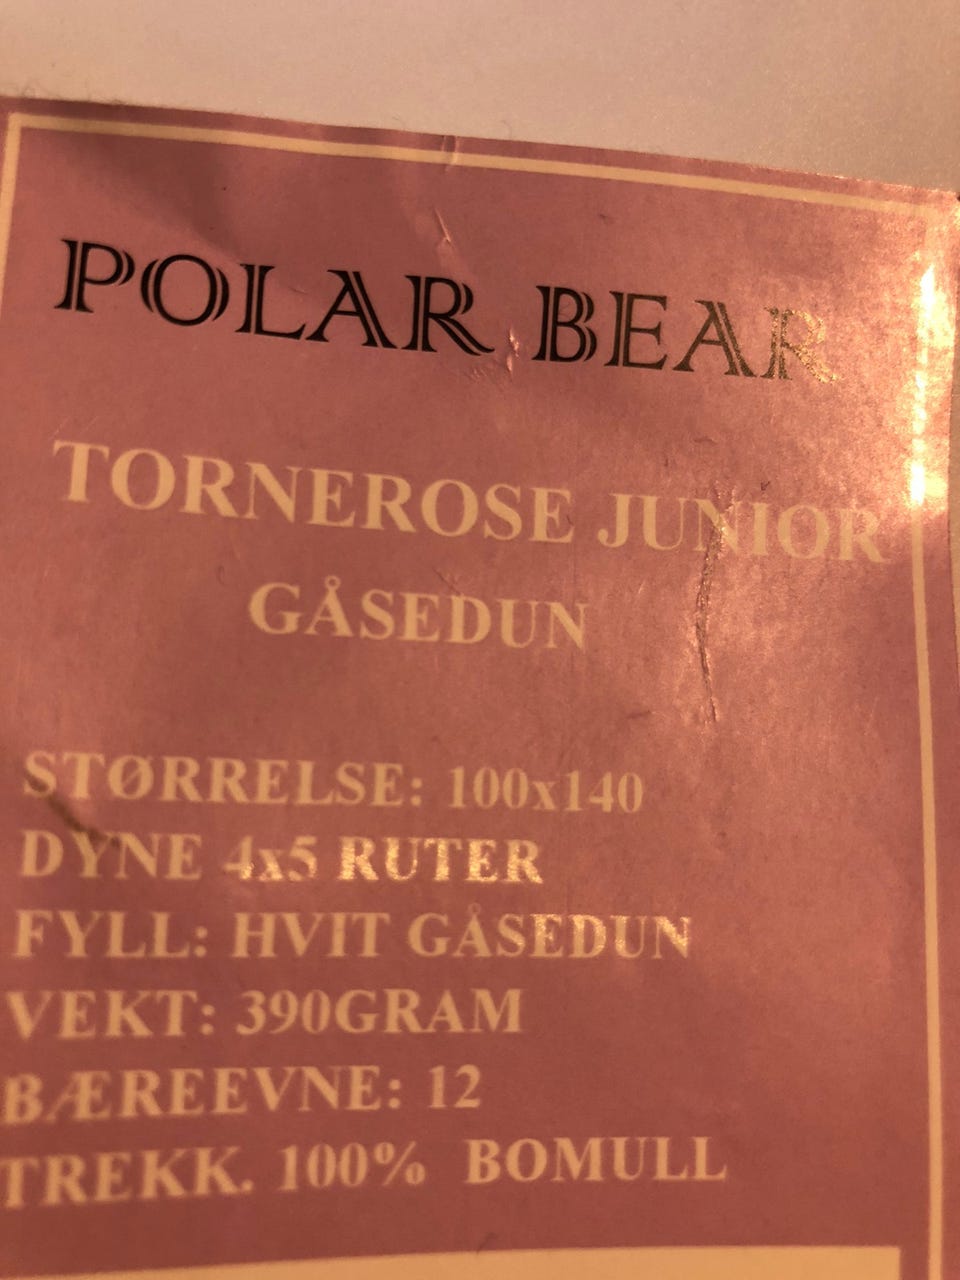 POLAR BEAR
TORNEROSE JUNIOR
GÅSEDUN
STØRRELSE: 100x140
DYNE 4x5 RUTER
FYLL: HVIT GÅSEDUN
VEKT: 390GRAM
BÆREEVNE: 12
TREKK. 100% BOMULL